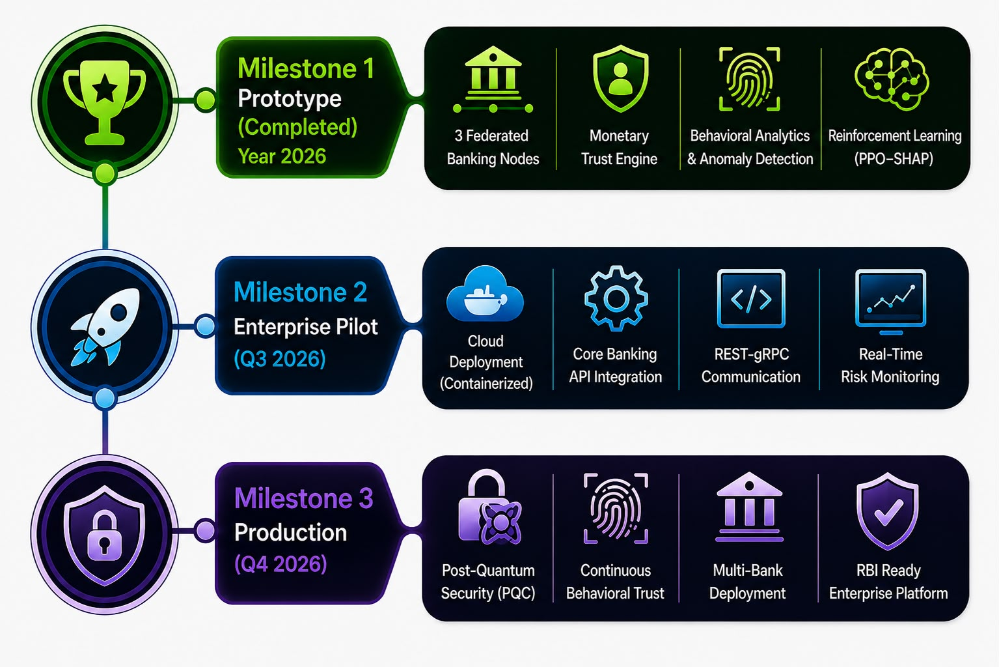 Milestone 1
Prototype
(Completed)
Year 2026
3 Federated
Banking Nodes
Monetary
Trust Engine
Behavioral Analytics
& Anomaly Detection
Reinforcement Learning
(PPO–SHAP)
Milestone 2
Enterprise Pilot
(Q3 2026)
Cloud
Deployment
(Containerized)
Core Banking
API Integration
REST-gRPC
Communication
Real-Time
Risk Monitoring
Milestone 3
Production
(Q4 2026)
Post-Quantum
Security (PQC)
Continuous
Behavioral Trust
Multi-Bank
Deployment
RBI Ready
Enterprise Platform